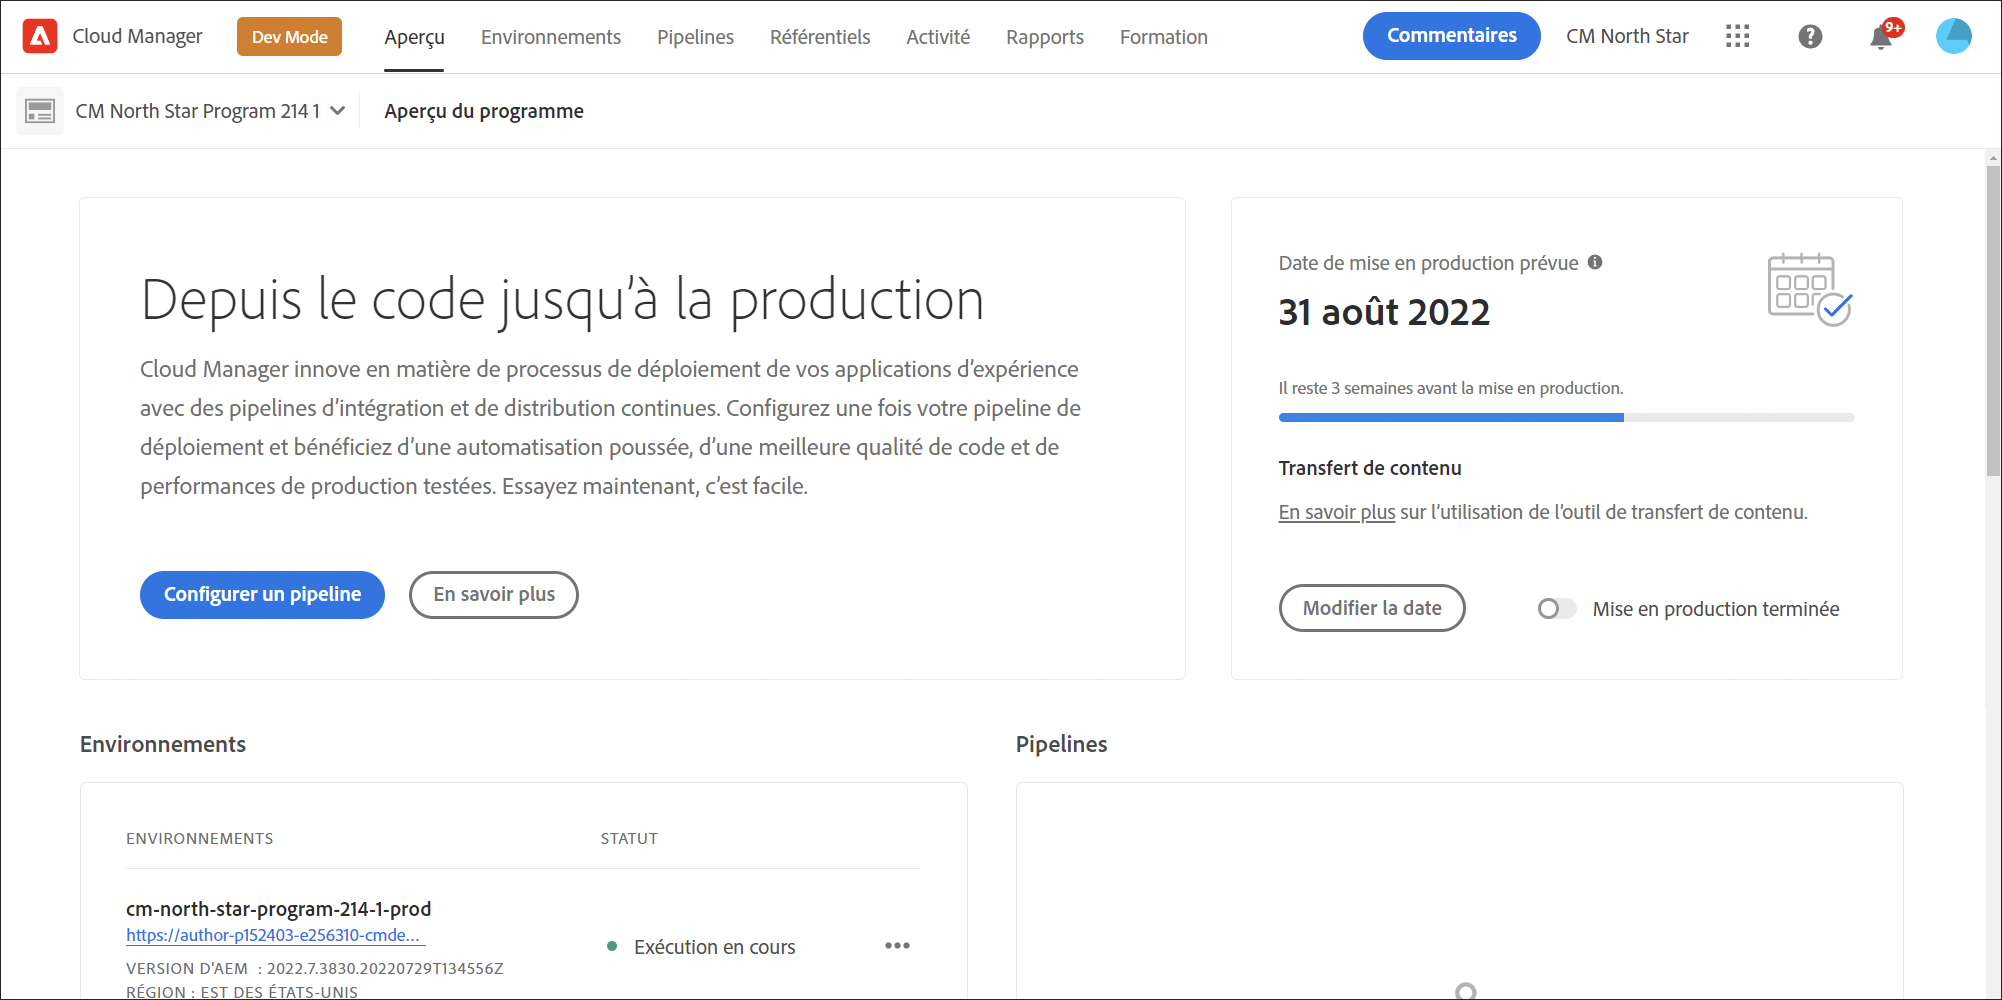 Cloud Manager
Dev Mode
Aperçu
Environnements
Pipelines
Référentiels
Activité
Rapports
Formation
Commentaires
CM North Star
9+
CM North Star Program 214 1
Aperçu du programme
Depuis le code jusqu’à la production
Cloud Manager innove en matière de processus de déploiement de vos applications d’expérience
avec des pipelines d’intégration et de distribution continues. Configurez une fois votre pipeline de
déploiement et bénéficiez d’une automatisation poussée, d’une meilleure qualité de code et de
performances de production testées. Essayez maintenant, c’est facile.
Configurer un pipeline
En savoir plus
Date de mise en production prévue
31 août 2022
Il reste 3 semaines avant la mise en production.
Transfert de contenu
En savoir plus sur l’utilisation de l’outil de transfert de contenu.
Modifier la date
Mise en production terminée
Environnements
ENVIRONNEMENTS
STATUT
cm-north-star-program-214-1-prod
https://author-p152403-e256310-cmde...
Exécution en cours
VERSION D'AEM : 2022.7.3830.20220729T134556Z
RÉGION : EST DES ÉTATS-UNIS
Pipelines